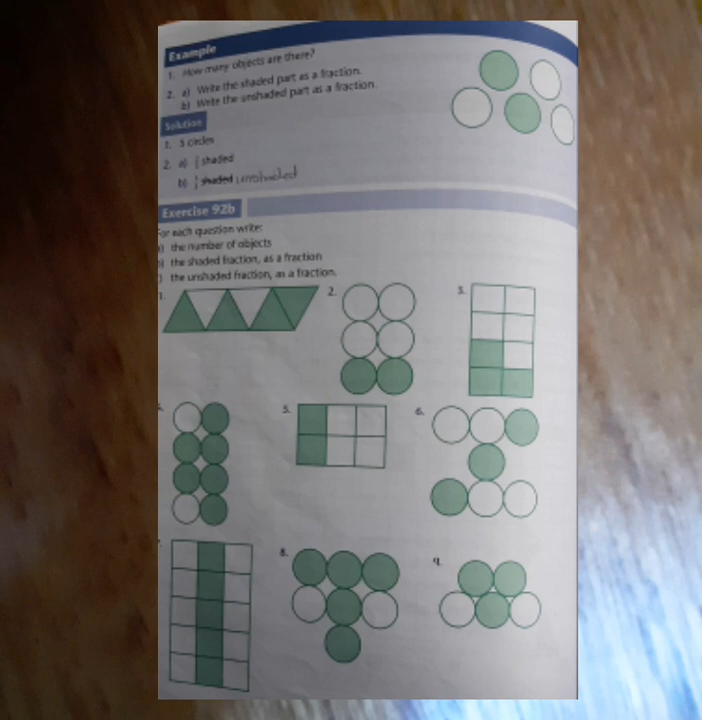 Example
1. How many objects are there?
2. a) Write the shaded part as a fraction.
b) Write the unshaded part as a fraction.
Solution
1. 5 circles
2. a) shaded
b) shaded unshaded
Exercise 92b
For each question write:
) the number of objects
) the shaded fraction, as a fraction
) the unshaded fraction, as a fraction.
1. 2. 3.
5. 6.
8. 9.